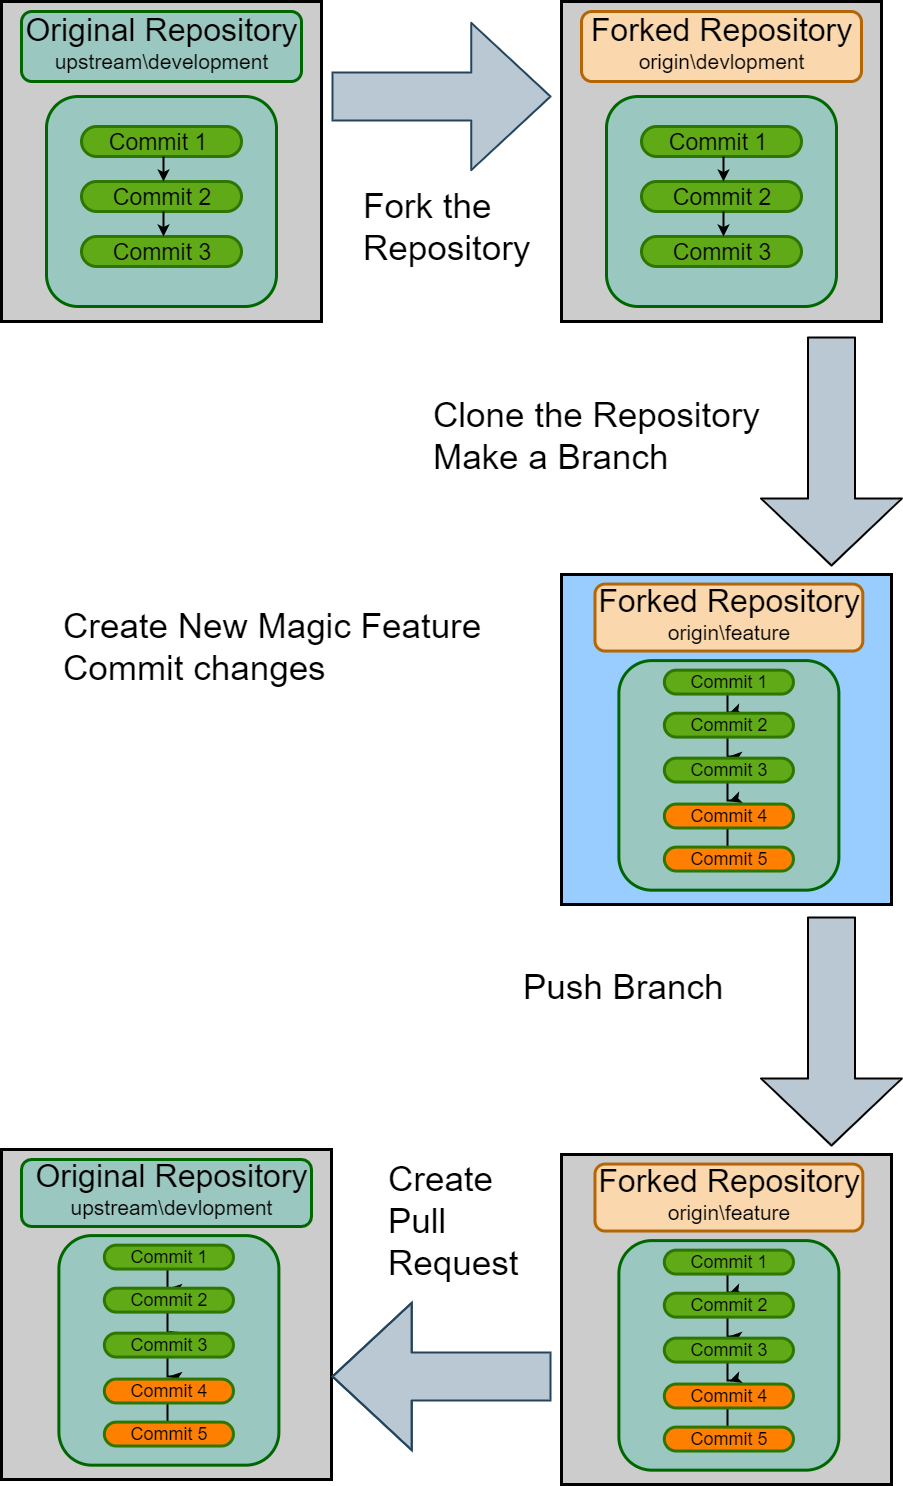 Original Repository
upstream\development
Commit 1
Commit 2
Commit 3
Fork the
Repository
Forked Repository
origin\devlopment
Commit 1
Commit 2
Commit 3
Clone the Repository
Make a Branch
Create New Magic Feature
Commit changes
Forked Repository
origin\feature
Commit 1
Commit 2
Commit 3
Commit 4
Commit 5
Push Branch
Forked Repository
origin\feature
Commit 1
Commit 2
Commit 3
Commit 4
Commit 5
Create
Pull
Request
Original Repository
upstream\devlopment
Commit 1
Commit 2
Commit 3
Commit 4
Commit 5